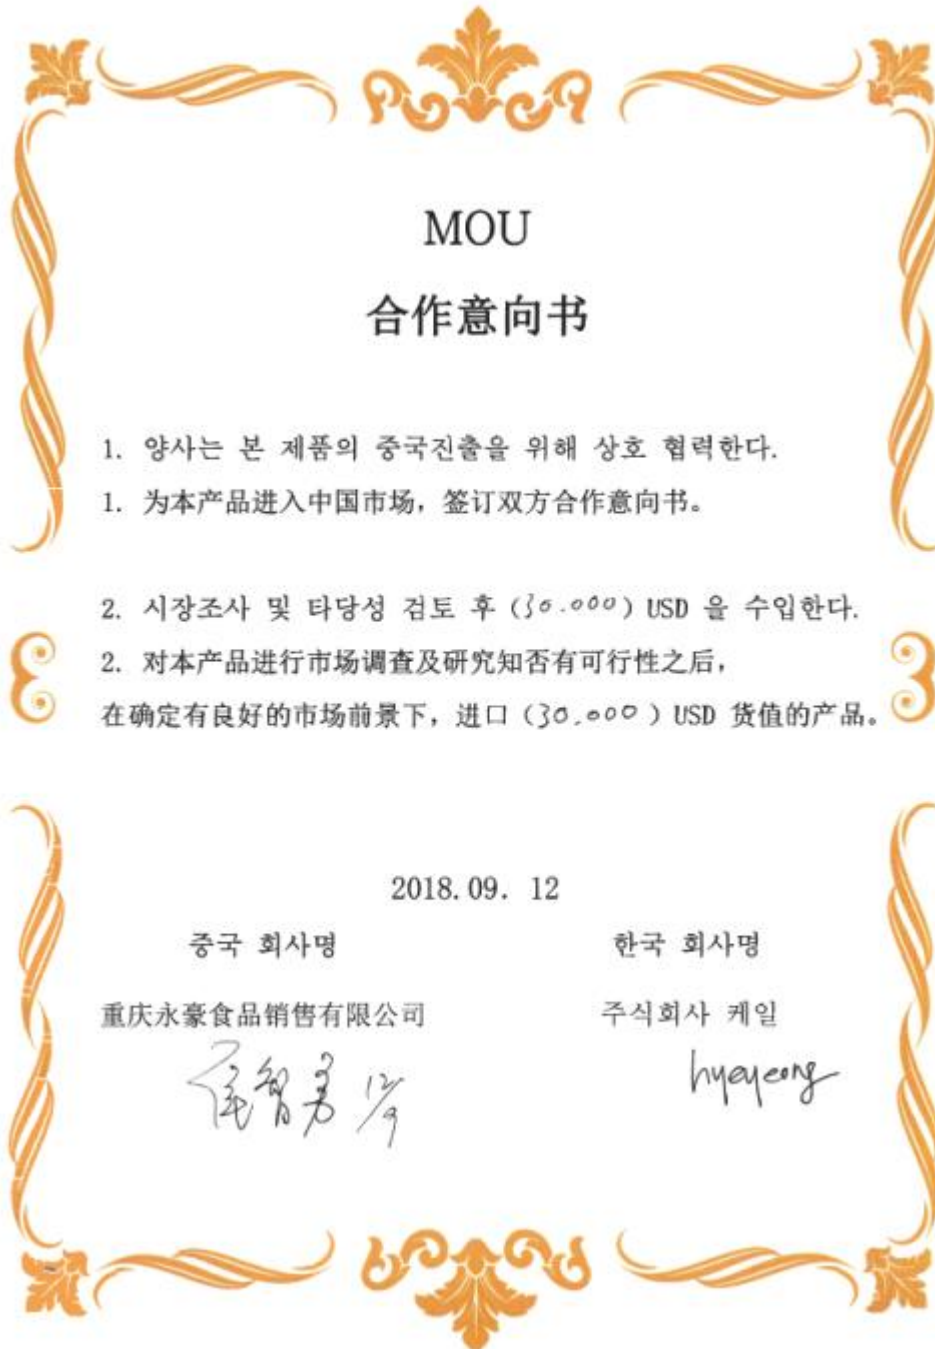 MOU
合作意向书
1. 양사는 본 제품의 중국진출을 위해 상호 협력한다.
1. 为本产品进入中国市场，签订双方合作意向书。
2. 시장조사 및 타당성 검토 후 (30.000) USD 을 수입한다.
2. 对本产品进行市场调查及研究知否有可行性之后，
在确定有良好的市场前景下，进口（30.000）USD 货值的产品。
2018.09. 12
중국 회사명 한국 회사명
重庆永豪食品销售有限公司 주식회사 케일
智勇 12/9 hyeyeong